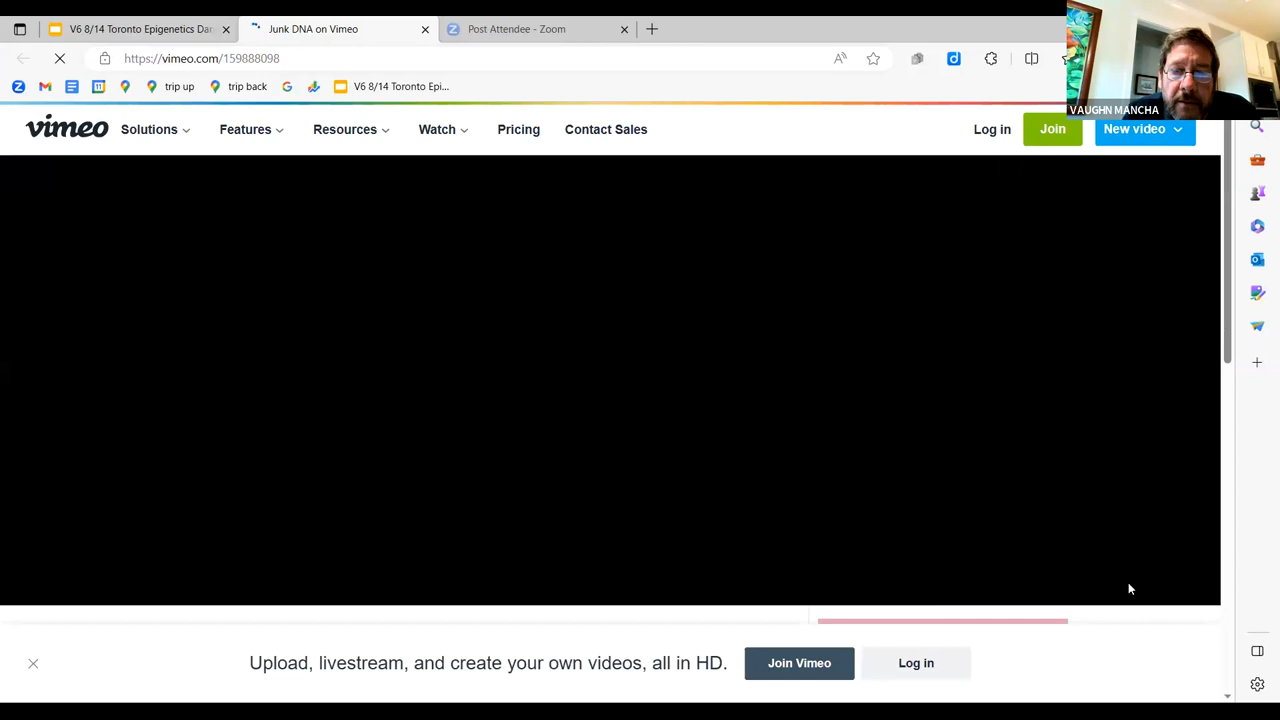 V6 8/14 Toronto Epigenetics Dar
Junk DNA on Vimeo
Post Attendee - Zoom
https://vimeo.com/159888098
trip up
trip back
V6 8/14 Toronto Epi...
VAUGHN MANCHA
vimeo
Solutions
Features
Resources
Watch
Pricing
Contact Sales
Log in
Join
New video
Upload, livestream, and create your own videos, all in HD.
Join Vimeo
Log in